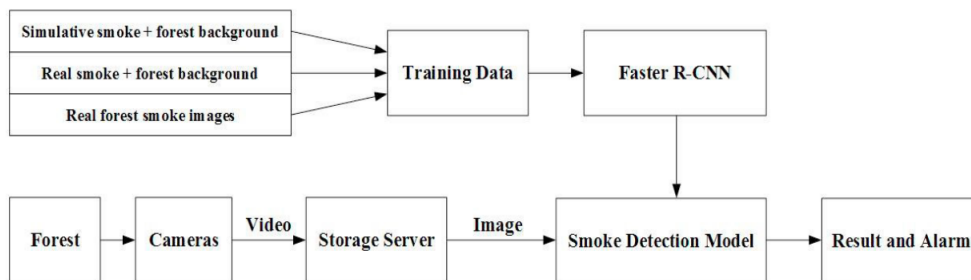 Simulative smoke + forest background
Real smoke + forest background
Real forest smoke images
Training Data
Faster R-CNN
Forest
Cameras
Video
Storage Server
Image
Smoke Detection Model
Result and Alarm